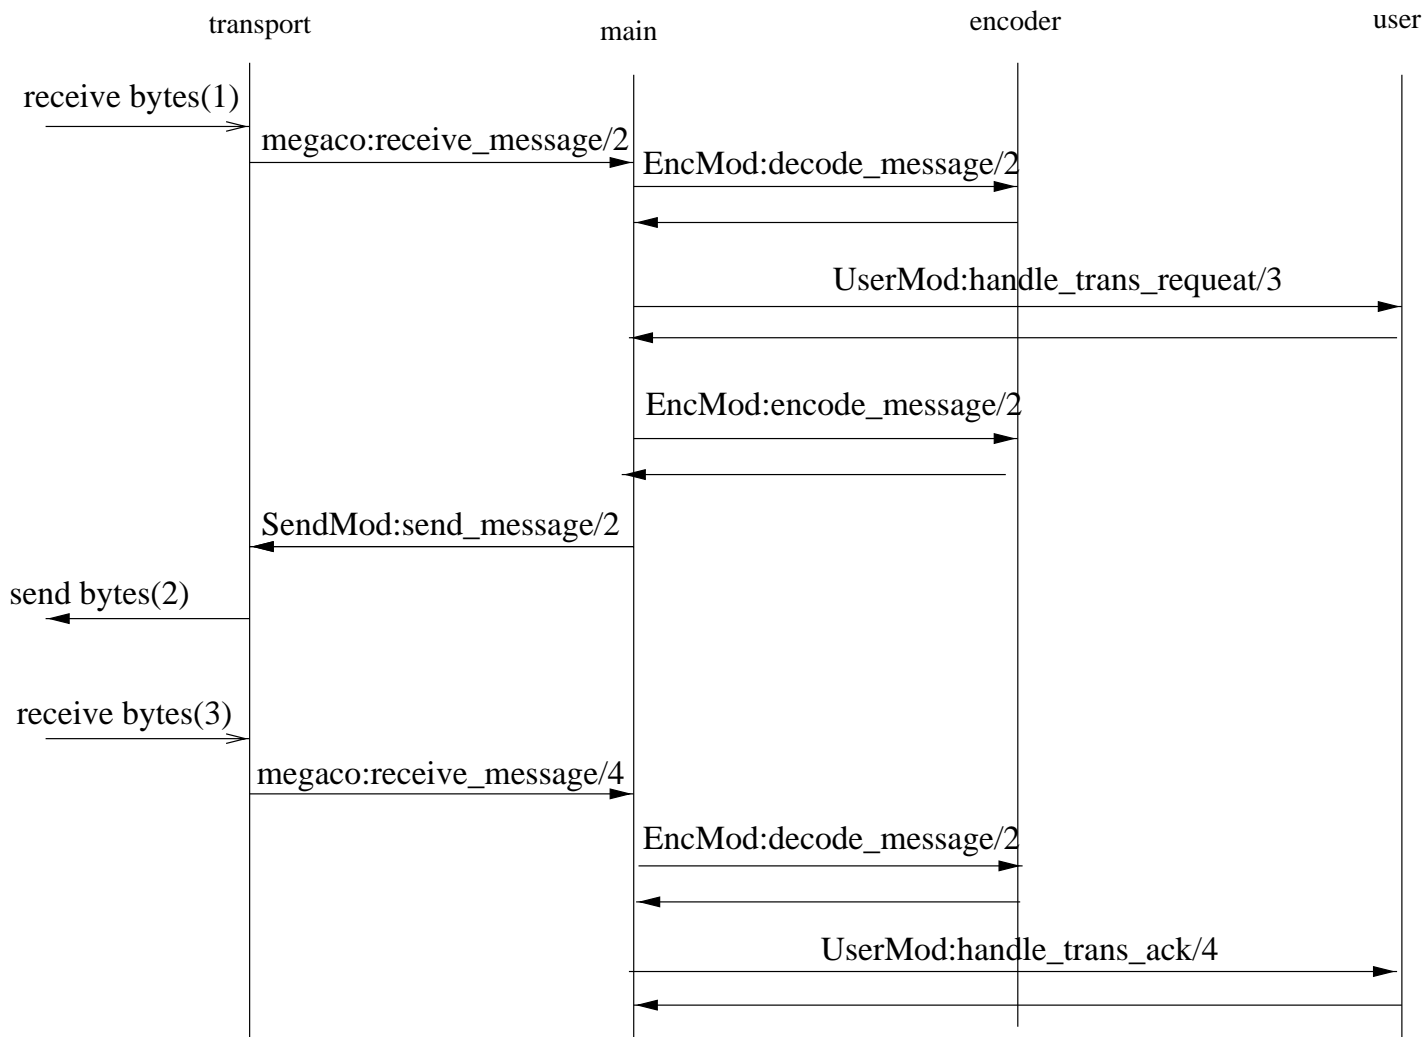 transport
main
encoder
user
receive bytes(1)
megaco:receive_message/2
EncMod:decode_message/2
UserMod:handle_trans_requeat/3
EncMod:encode_message/2
SendMod:send_message/2
send bytes(2)
receive bytes(3)
megaco:receive_message/4
EncMod:decode_message/2
UserMod:handle_trans_ack/4